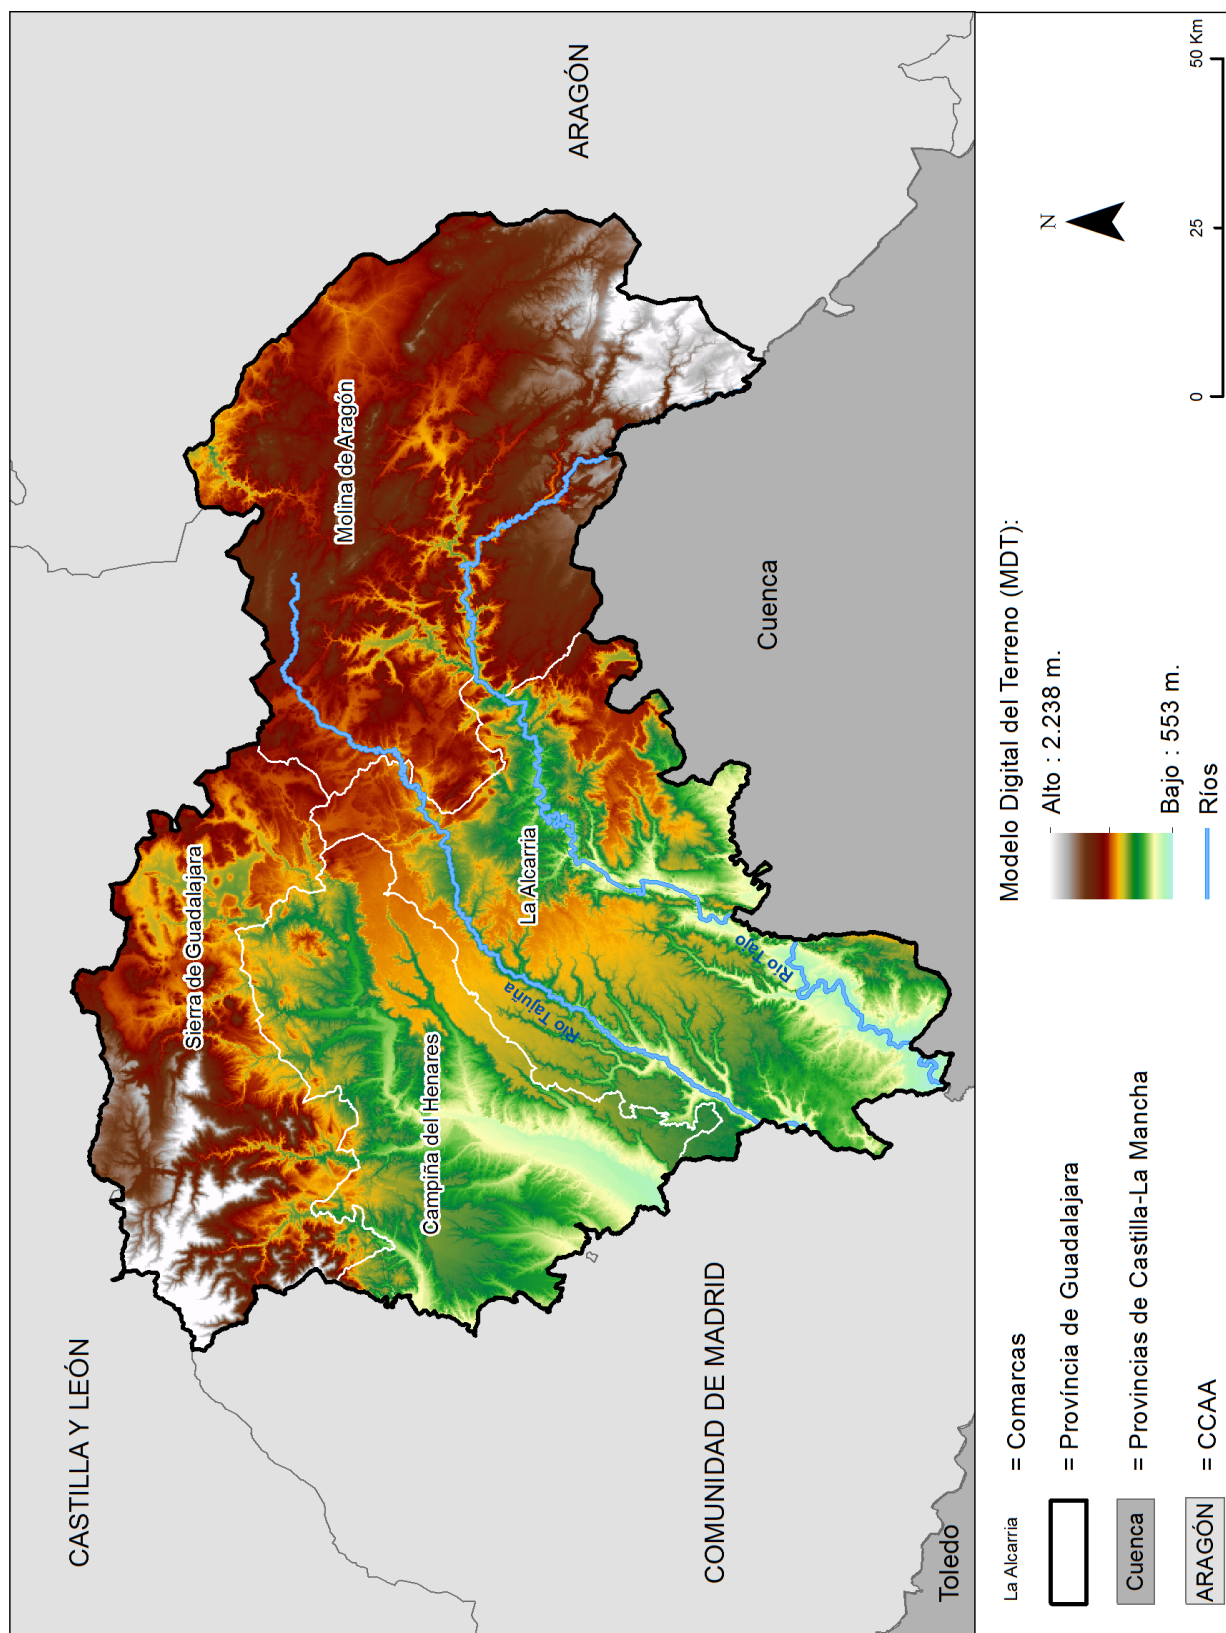 CASTILLA Y LEÓN
ARAGÓN
Sierra de Guadalajara
Molina de Aragón
Campiña del Henares
La Alcarria
Río Tajuña
Río Tajo
COMUNIDAD DE MADRID
Cuenca
Toledo
La Alcarria = Comarcas
= Províncía de Guadalajara
Cuenca = Provincias de Castilla-La Mancha
ARAGÓN = CCAA
Modelo Digital del Terreno (MDT):
Alto : 2.238 m.
Bajo : 553 m.
Ríos
N
0 25 50 Km